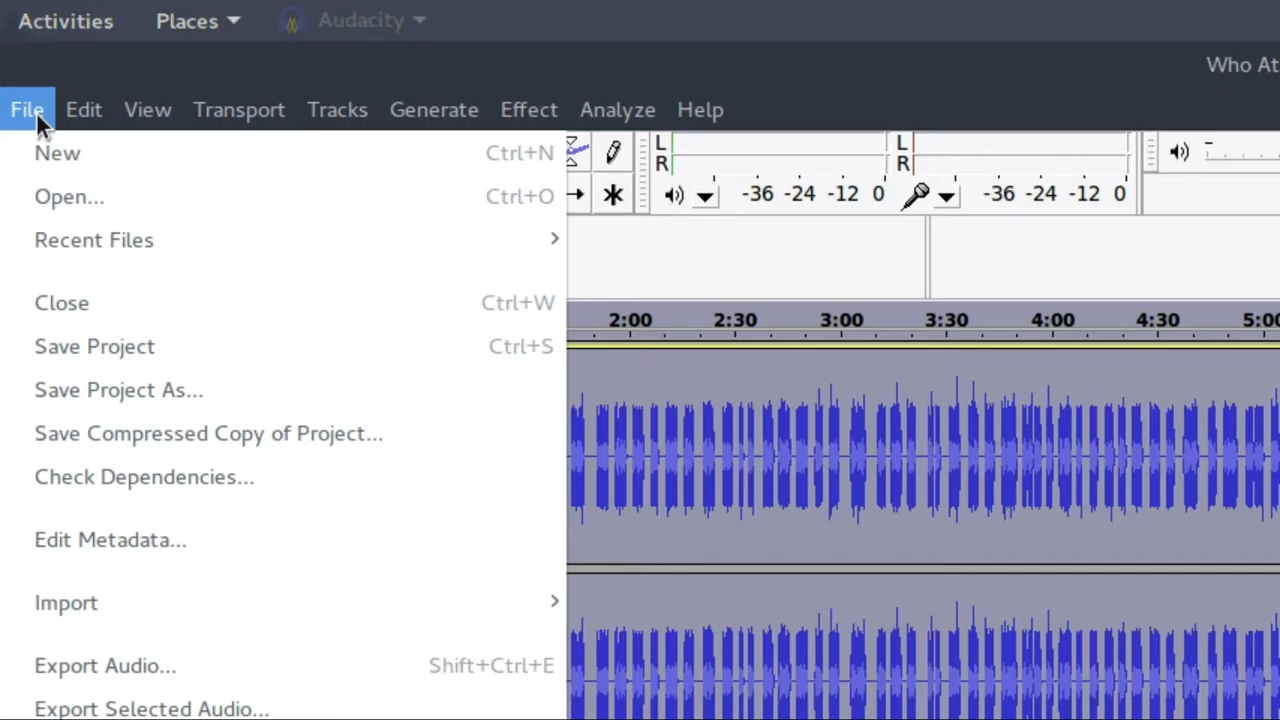 Activities Places Audacity
Who At
File Edit View Transport Tracks Generate Effect Analyze Help
New Ctrl+N
Open... Ctrl+O
Recent Files
Close Ctrl+W
Save Project Ctrl+S
Save Project As...
Save Compressed Copy of Project...
Check Dependencies...
Edit Metadata...
Import
Export Audio... Shift+Ctrl+E
Export Selected Audio...
L L
R R
-36 -24 -12 0 -36 -24 -12 0
2:00 2:30 3:00 3:30 4:00 4:30 5:00